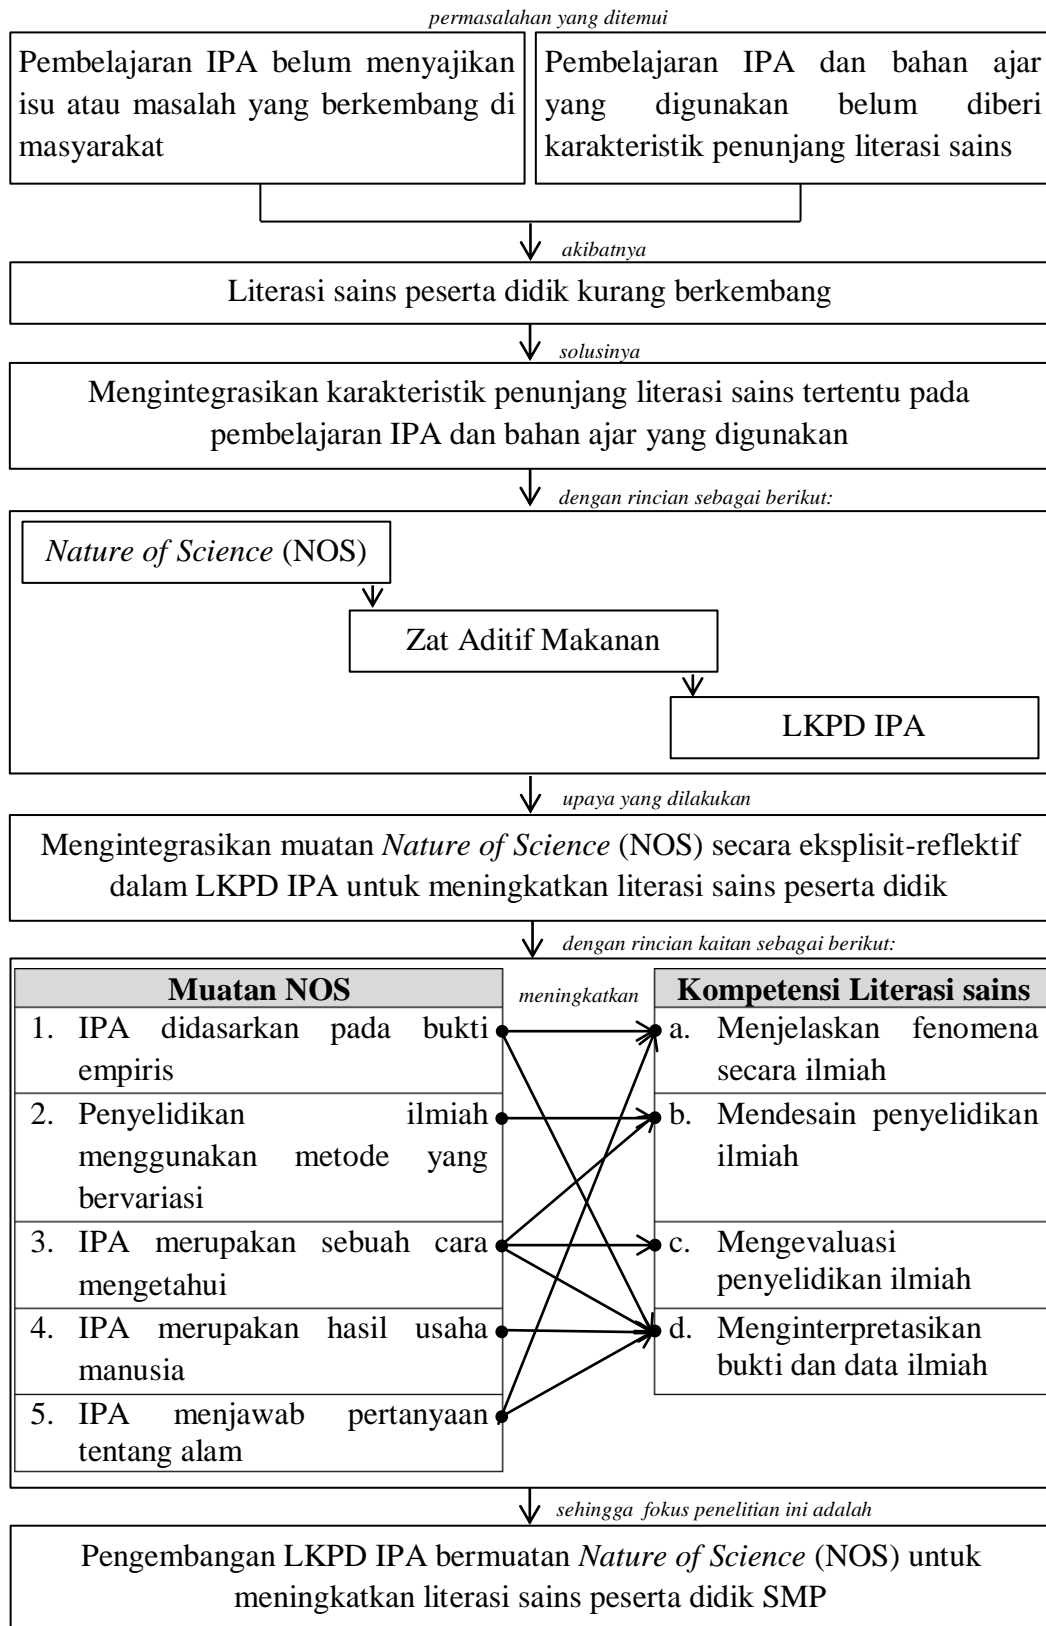 permasalahan yang ditemui
Pembelajaran IPA belum menyajikan
isu atau masalah yang berkembang di
masyarakat
Pembelajaran IPA dan bahan ajar
yang digunakan belum diberi
karakteristik penunjang literasi sains
akibatnya
Literasi sains peserta didik kurang berkembang
solusinya
Mengintegrasikan karakteristik penunjang literasi sains tertentu pada
pembelajaran IPA dan bahan ajar yang digunakan
dengan rincian sebagai berikut:
Nature of Science (NOS)
Zat Aditif Makanan
LKPD IPA
upaya yang dilakukan
Mengintegrasikan muatan Nature of Science (NOS) secara eksplisit-reflektif
dalam LKPD IPA untuk meningkatkan literasi sains peserta didik
dengan rincian kaitan sebagai berikut:
Muatan NOS
1. IPA didasarkan pada bukti
empiris
2. Penyelidikan ilmiah
menggunakan metode yang
bervariasi
3. IPA merupakan sebuah cara
mengetahui
4. IPA merupakan hasil usaha
manusia
5. IPA menjawab pertanyaan
tentang alam
meningkatkan
Kompetensi Literasi sains
a. Menjelaskan fenomena
secara ilmiah
b. Mendesain penyelidikan
ilmiah
c. Mengevaluasi
penyelidikan ilmiah
d. Menginterpretasikan
bukti dan data ilmiah
sehingga fokus penelitian ini adalah
Pengembangan LKPD IPA bermuatan Nature of Science (NOS) untuk
meningkatkan literasi sains peserta didik SMP